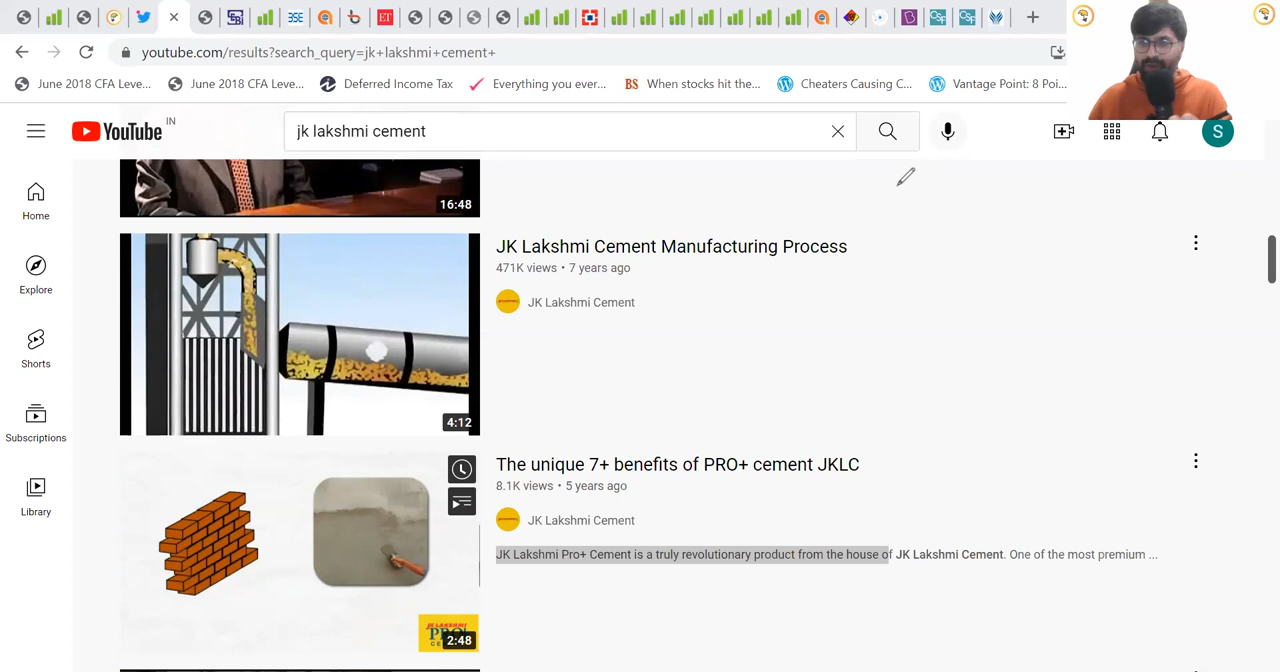 ET
BSE
youtube.com/results?search_query=jk+lakshmi+cement+
June 2018 CFA Leve...
June 2018 CFA Leve...
Deferred Income Tax
Everything you ever...
BS When stocks hit the...
Cheaters Causing C...
Vantage Point: 8 Poi...
YouTube IN
jk lakshmi cement
S
16:48
Home
Explore
Shorts
Subscriptions
Library
JK Lakshmi Cement Manufacturing Process
471K views • 7 years ago
JK Lakshmi Cement
4:12
The unique 7+ benefits of PRO+ cement JKLC
8.1K views • 5 years ago
JK Lakshmi Cement
JK Lakshmi Pro+ Cement is a truly revolutionary product from the house of JK Lakshmi Cement. One of the most premium ...
JK LAKSHMI
2:48